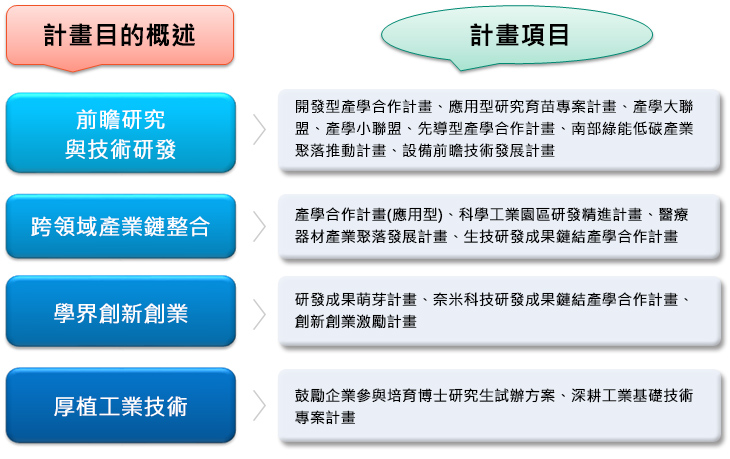 計畫目的概述
計畫項目
前瞻研究
與技術研發
開發型產學合作計畫、應用型研究育苗專案計畫、產學大聯
盟、產學小聯盟、先導型產學合作計畫、南部綠能低碳產業
聚落推動計畫、設備前瞻技術發展計畫
跨領域產業鏈整合
產學合作計畫(應用型)、科學工業園區研發精進計畫、醫療
器材產業聚落發展計畫、生技研發成果鏈結產學合作計畫
學界創新創業
研發成果萌芽計畫、奈米科技研發成果鏈結產學合作計畫、
創新創業激勵計畫
厚植工業技術
鼓勵企業參與培育博士研究生試辦方案、深耕工業基礎技術
專案計畫